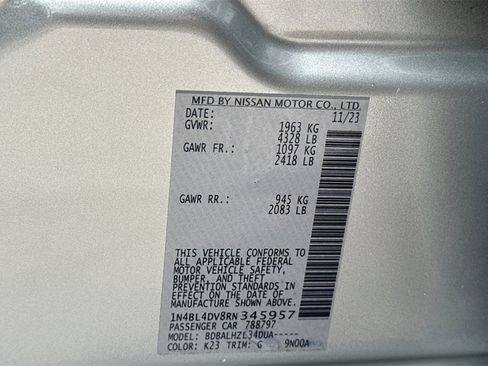 MFD BY NISSAN MOTOR CO., LTD.
DATE: 11/23
GVWR: 1963 KG
4328 LB
GAWR FR.: 1097 KG
2418 LB
GAWR RR.: 945 KG
2083 LB
THIS VEHICLE CONFORMS TO
ALL APPLICABLE FEDERAL
MOTOR VEHICLE SAFETY,
BUMPER, AND THEFT
PREVENTION STANDARDS IN
EFFECT ON THE DATE OF
MANUFACTURE SHOWN ABOVE.
1N4BL4DV8RN345957
PASSENGER CAR 788797
MODEL: BDBALHZL34DUA-----
COLOR: K23 TRIM: G 9N00A